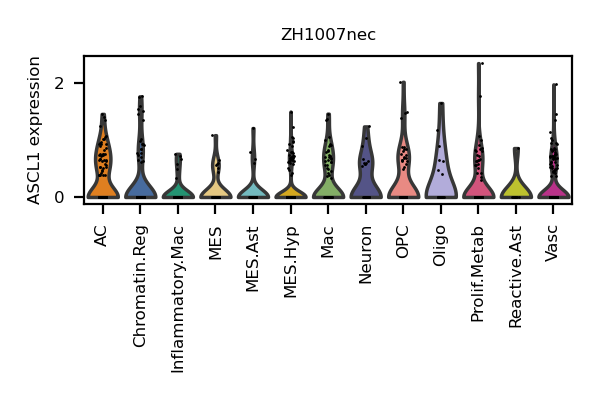 ZH1007nec
ASCL1 expression
2
0
AC
Chromatin.Reg
Inflammatory.Mac
MES
MES.Ast
MES.Hyp
Mac
Neuron
OPC
Oligo
Prolif.Metab
Reactive.Ast
Vasc